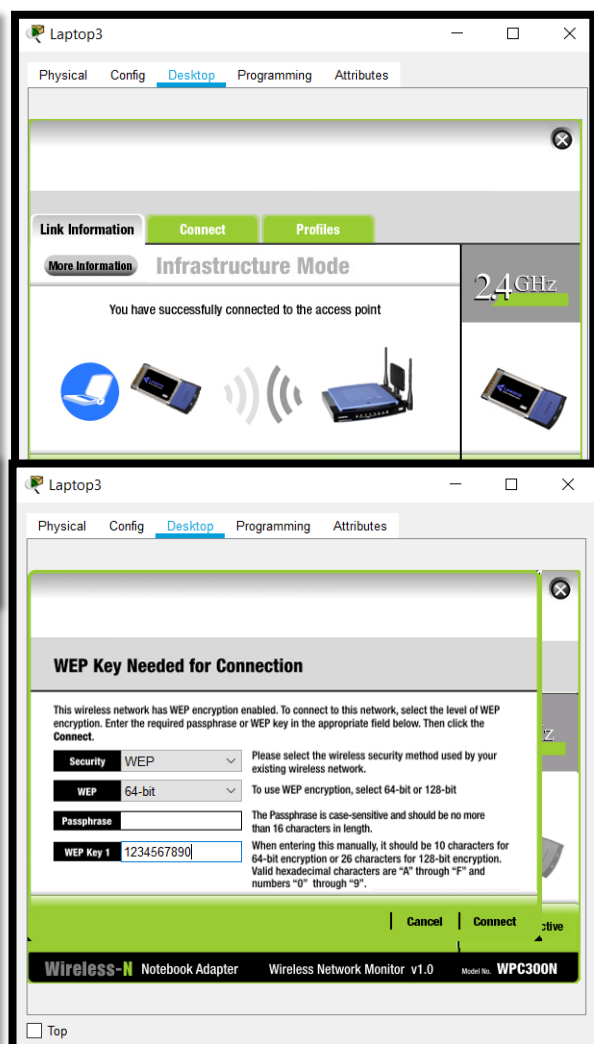 Laptop3
Physical Config Desktop Programming Attributes
Link Information Connect Profiles
More Information Infrastructure Mode
2.4GHz
You have successfully connected to the access point
Laptop3
Physical Config Desktop Programming Attributes
WEP Key Needed for Connection
This wireless network has WEP encryption enabled. To connect to this network, select the level of WEP
encryption. Enter the required passphrase or WEP key in the appropriate field below. Then click the
Connect.
Security WEP Please select the wireless security method used by your
existing wireless network.
WEP 64-bit To use WEP encryption, select 64-bit or 128-bit
Passphrase The Passphrase is case-sensitive and should be no more
than 16 characters in length.
WEP Key 1 1234567890 When entering this manually, it should be 10 characters for
64-bit encryption or 26 characters for 128-bit encryption.
Valid hexadecimal characters are “A” through “F” and
numbers “0” through “9”.
Cancel Connect ctive
Wireless-N Notebook Adapter Wireless Network Monitor v1.0 Model No. WPC300N
Top